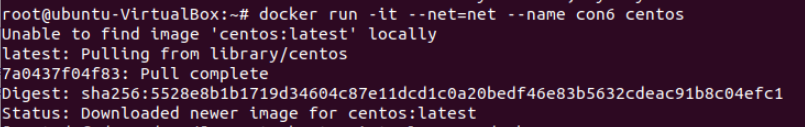 root@ubuntu-VirtualBox:~# docker run -it --net=net --name con6 centos
Unable to find image 'centos:latest' locally
latest: Pulling from library/centos
7a0437f04f83: Pull complete
Digest: sha256:5528e8b1b1719d34604c87e11dcd1c0a20bedf46e83b5632cdeac91b8c04efc1
Status: Downloaded newer image for centos:latest